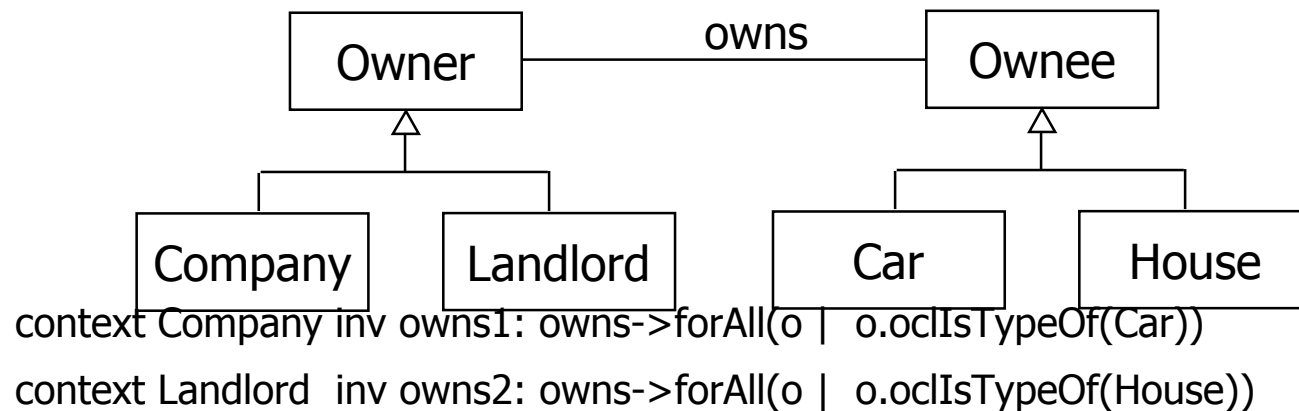 owns
Owner
Ownee
Company
Landlord
Car
House
context Company inv owns1: owns->forAll(o | o.oclIsTypeOf(Car))
context Landlord inv owns2: owns->forAll(o | o.oclIsTypeOf(House))